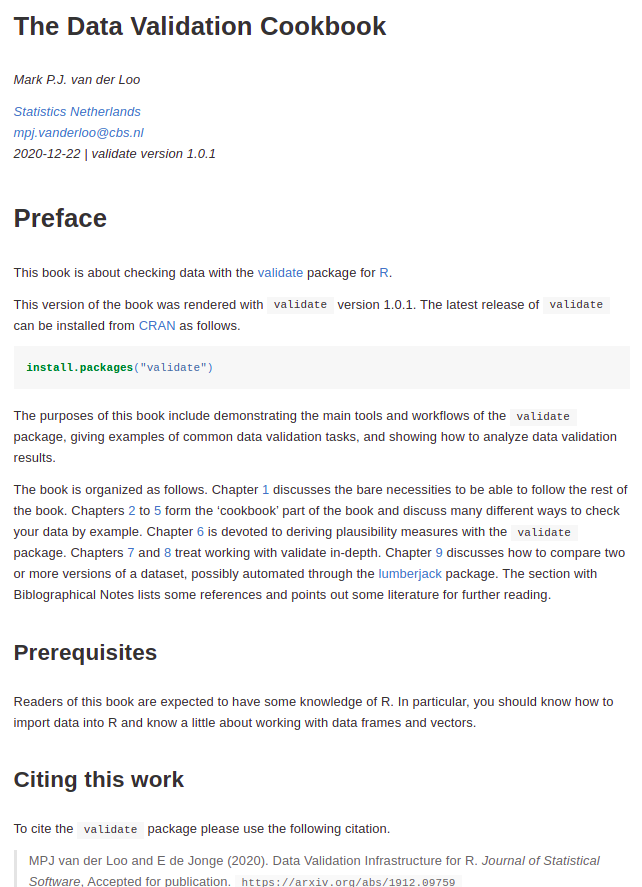 The Data Validation Cookbook
Mark P.J. van der Loo
Statistics Netherlands
mpj.vanderloo@cbs.nl
2020-12-22 | validate version 1.0.1
Preface
This book is about checking data with the validate package for R.
This version of the book was rendered with validate version 1.0.1. The latest release of validate
can be installed from CRAN as follows.
install.packages("validate")
The purposes of this book include demonstrating the main tools and workflows of the validate
package, giving examples of common data validation tasks, and showing how to analyze data validation
results.
The book is organized as follows. Chapter 1 discusses the bare necessities to be able to follow the rest of
the book. Chapters 2 to 5 form the ‘cookbook’ part of the book and discuss many different ways to check
your data by example. Chapter 6 is devoted to deriving plausibility measures with the validate
package. Chapters 7 and 8 treat working with validate in-depth. Chapter 9 discusses how to compare two
or more versions of a dataset, possibly automated through the lumberjack package. The section with
Biblographical Notes lists some references and points out some literature for further reading.
Prerequisites
Readers of this book are expected to have some knowledge of R. In particular, you should know how to
import data into R and know a little about working with data frames and vectors.
Citing this work
To cite the validate package please use the following citation.
MPJ van der Loo and E de Jonge (2020). Data Validation Infrastructure for R. Journal of Statistical
Software, Accepted for publication. https://arxiv.org/abs/1912.09759